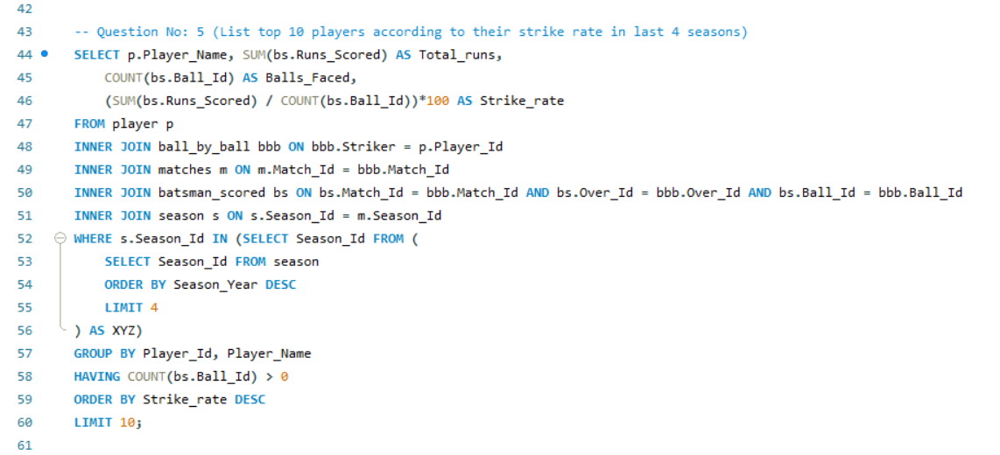 42
43 -- Question No: 5 (List top 10 players according to their strike rate in last 4 seasons)
44 SELECT p.Player_Name, SUM(bs.Runs_Scored) AS Total_runs,
45 COUNT(bs.Ball_Id) AS Balls_Faced,
46 (SUM(bs.Runs_Scored) / COUNT(bs.Ball_Id))*100 AS Strike_rate
47 FROM player p
48 INNER JOIN ball_by_ball bbb ON bbb.Striker = p.Player_Id
49 INNER JOIN matches m ON m.Match_Id = bbb.Match_Id
50 INNER JOIN batsman_scored bs ON bs.Match_Id = bbb.Match_Id AND bs.Over_Id = bbb.Over_Id AND bs.Ball_Id = bbb.Ball_Id
51 INNER JOIN season s ON s.Season_Id = m.Season_Id
52 WHERE s.Season_Id IN (SELECT Season_Id FROM (
53 SELECT Season_Id FROM season
54 ORDER BY Season_Year DESC
55 LIMIT 4
56 ) AS XYZ)
57 GROUP BY Player_Id, Player_Name
58 HAVING COUNT(bs.Ball_Id) > 0
59 ORDER BY Strike_rate DESC
60 LIMIT 10;
61